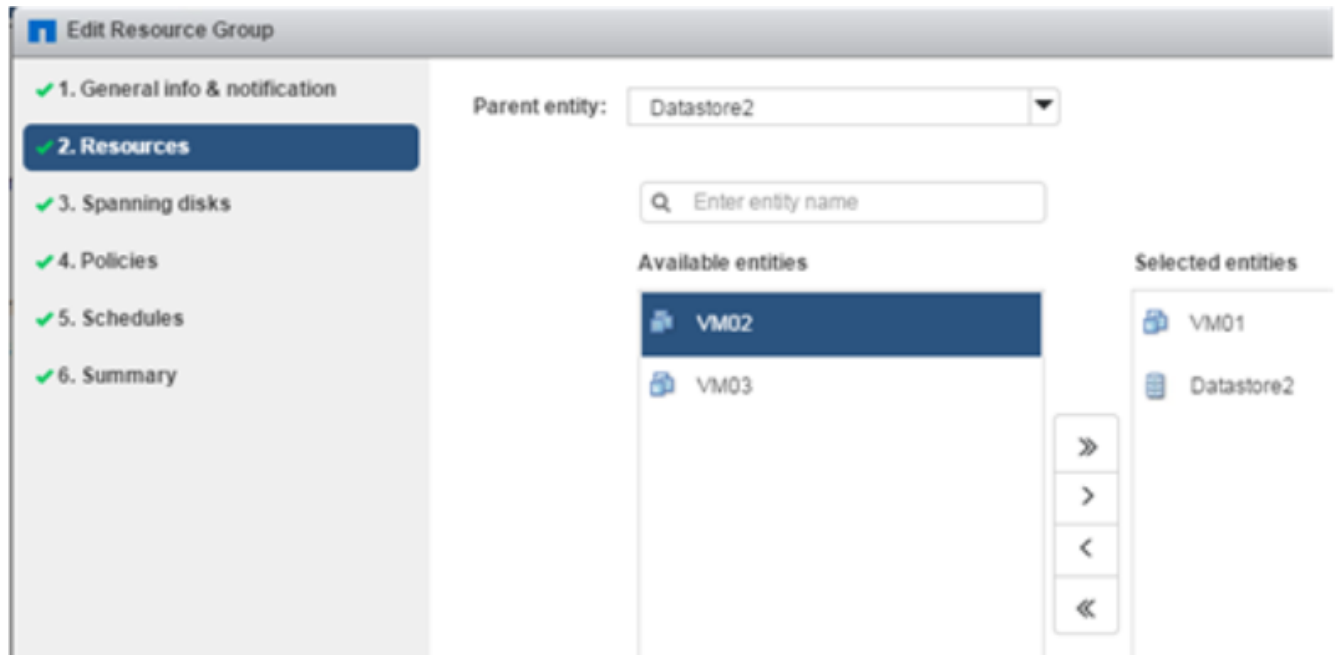 Edit Resource Group
1. General info & notification
2. Resources
3. Spanning disks
4. Policies
5. Schedules
6. Summary
Parent entity:
Datastore2
Enter entity name
Available entities
VM02
VM03
Selected entities
VM01
Datastore2